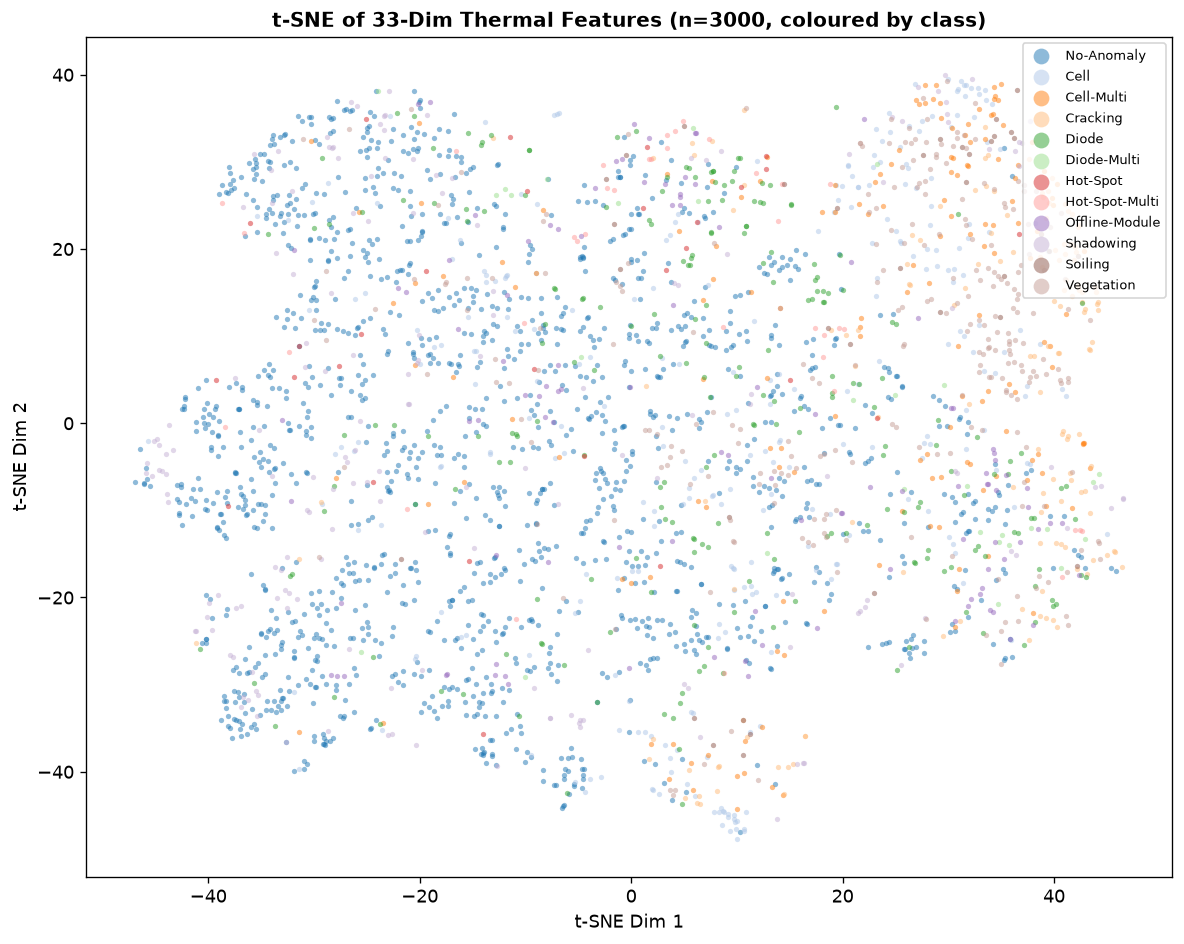 t-SNE of 33-Dim Thermal Features (n=3000, coloured by class)
No-Anomaly
Cell
Cell-Multi
Cracking
Diode
Diode-Multi
Hot-Spot
Hot-Spot-Multi
Offline-Module
Shadowing
Soiling
Vegetation
t-SNE Dim 2
40
20
0
−20
−40
−40
−20
0
20
40
t-SNE Dim 1